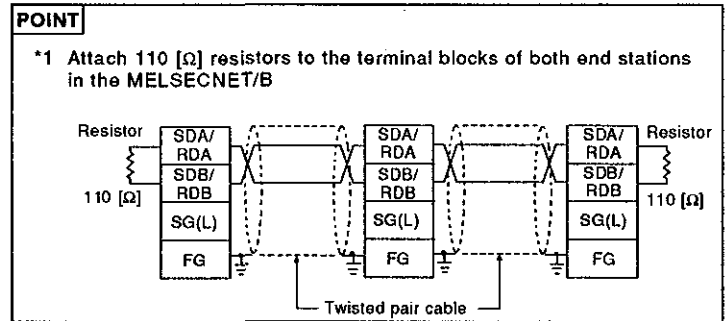 POINT
*1 Attach 110 [Ω] resistors to the terminal blocks of both end stations
in the MELSECNET/B
Resistor
110 [Ω]
SDA/
RDA
SDB/
RDB
SG(L)
FG
SDA/
RDA
SDB/
RDB
SG(L)
FG
SDA/
RDA
SDB/
RDB
SG(L)
FG
Resistor
110 [Ω]
Twisted pair cable